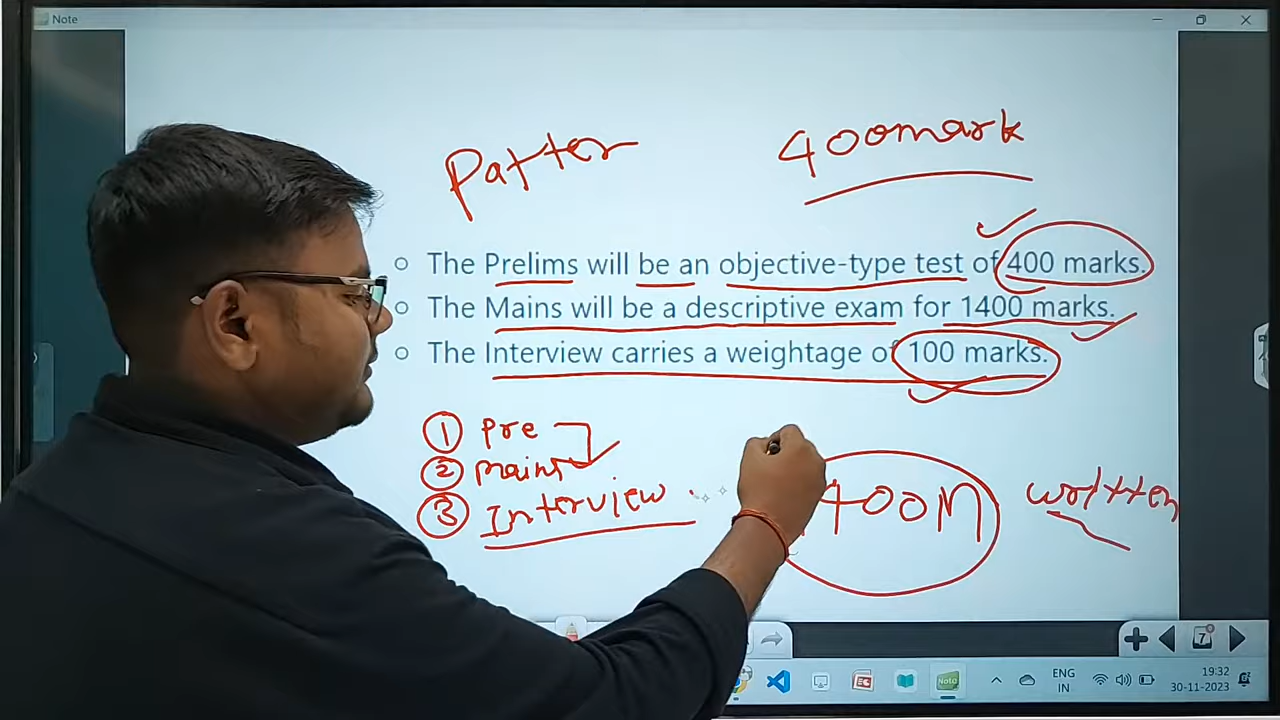 Note
Patter
400mark
The Prelims will be an objective-type test of 400 marks.
The Mains will be a descriptive exam for 1400 marks.
The Interview carries a weightage of 100 marks.
1 Pre
2 mains
3 Interview
400M
written
7
ENG
IN
19:32
30-11-2023